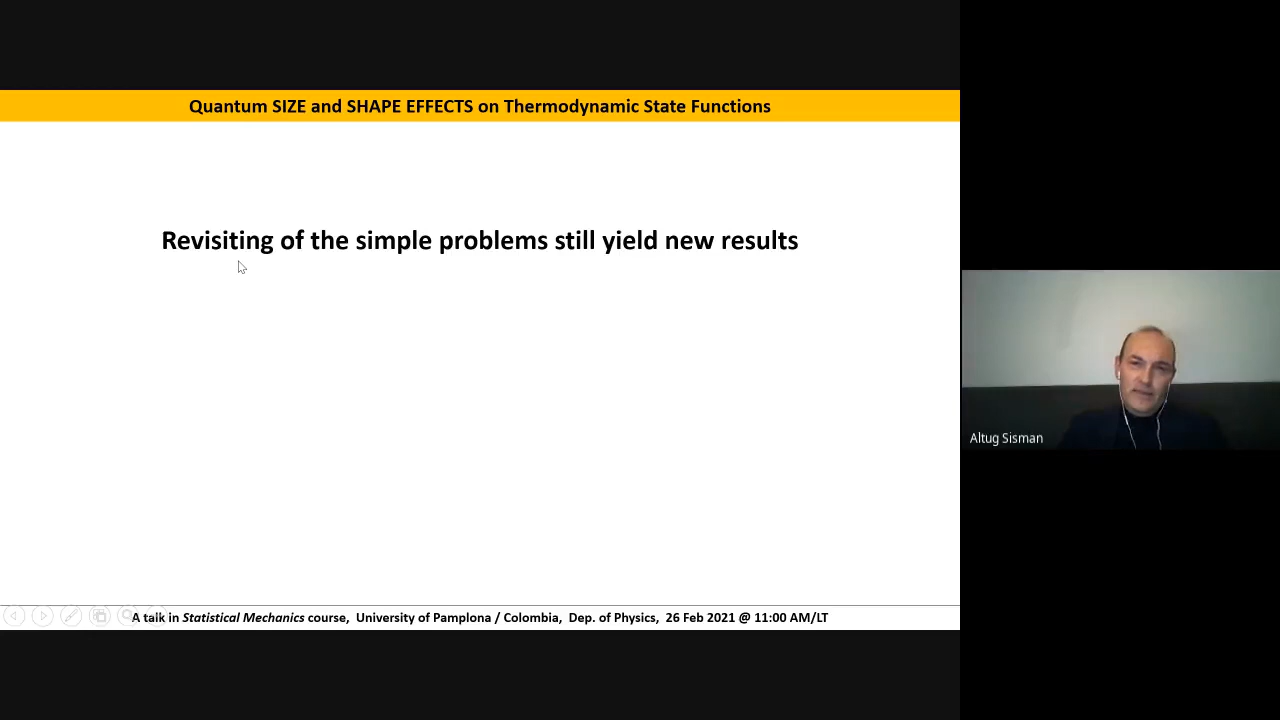 Quantum SIZE and SHAPE EFFECTS on Thermodynamic State Functions
Revisiting of the simple problems still yield new results
Altug Sisman
A talk in Statistical Mechanics course, University of Pamplona / Colombia, Dep. of Physics, 26 Feb 2021 @ 11:00 AM/LT